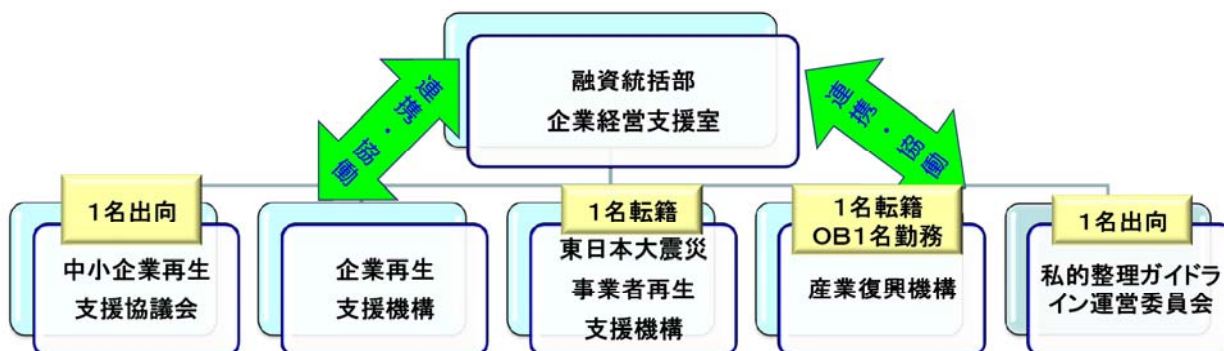 融資統括部
企業経営支援室
連携・協働
連携・協働
1名出向
中小企業再生
支援協議会
企業再生
支援機構
1名転籍
東日本大震災
事業者再生
支援機構
1名転籍
OB1名勤務
産業復興機構
1名出向
私的整理ガイドラ
イン運営委員会